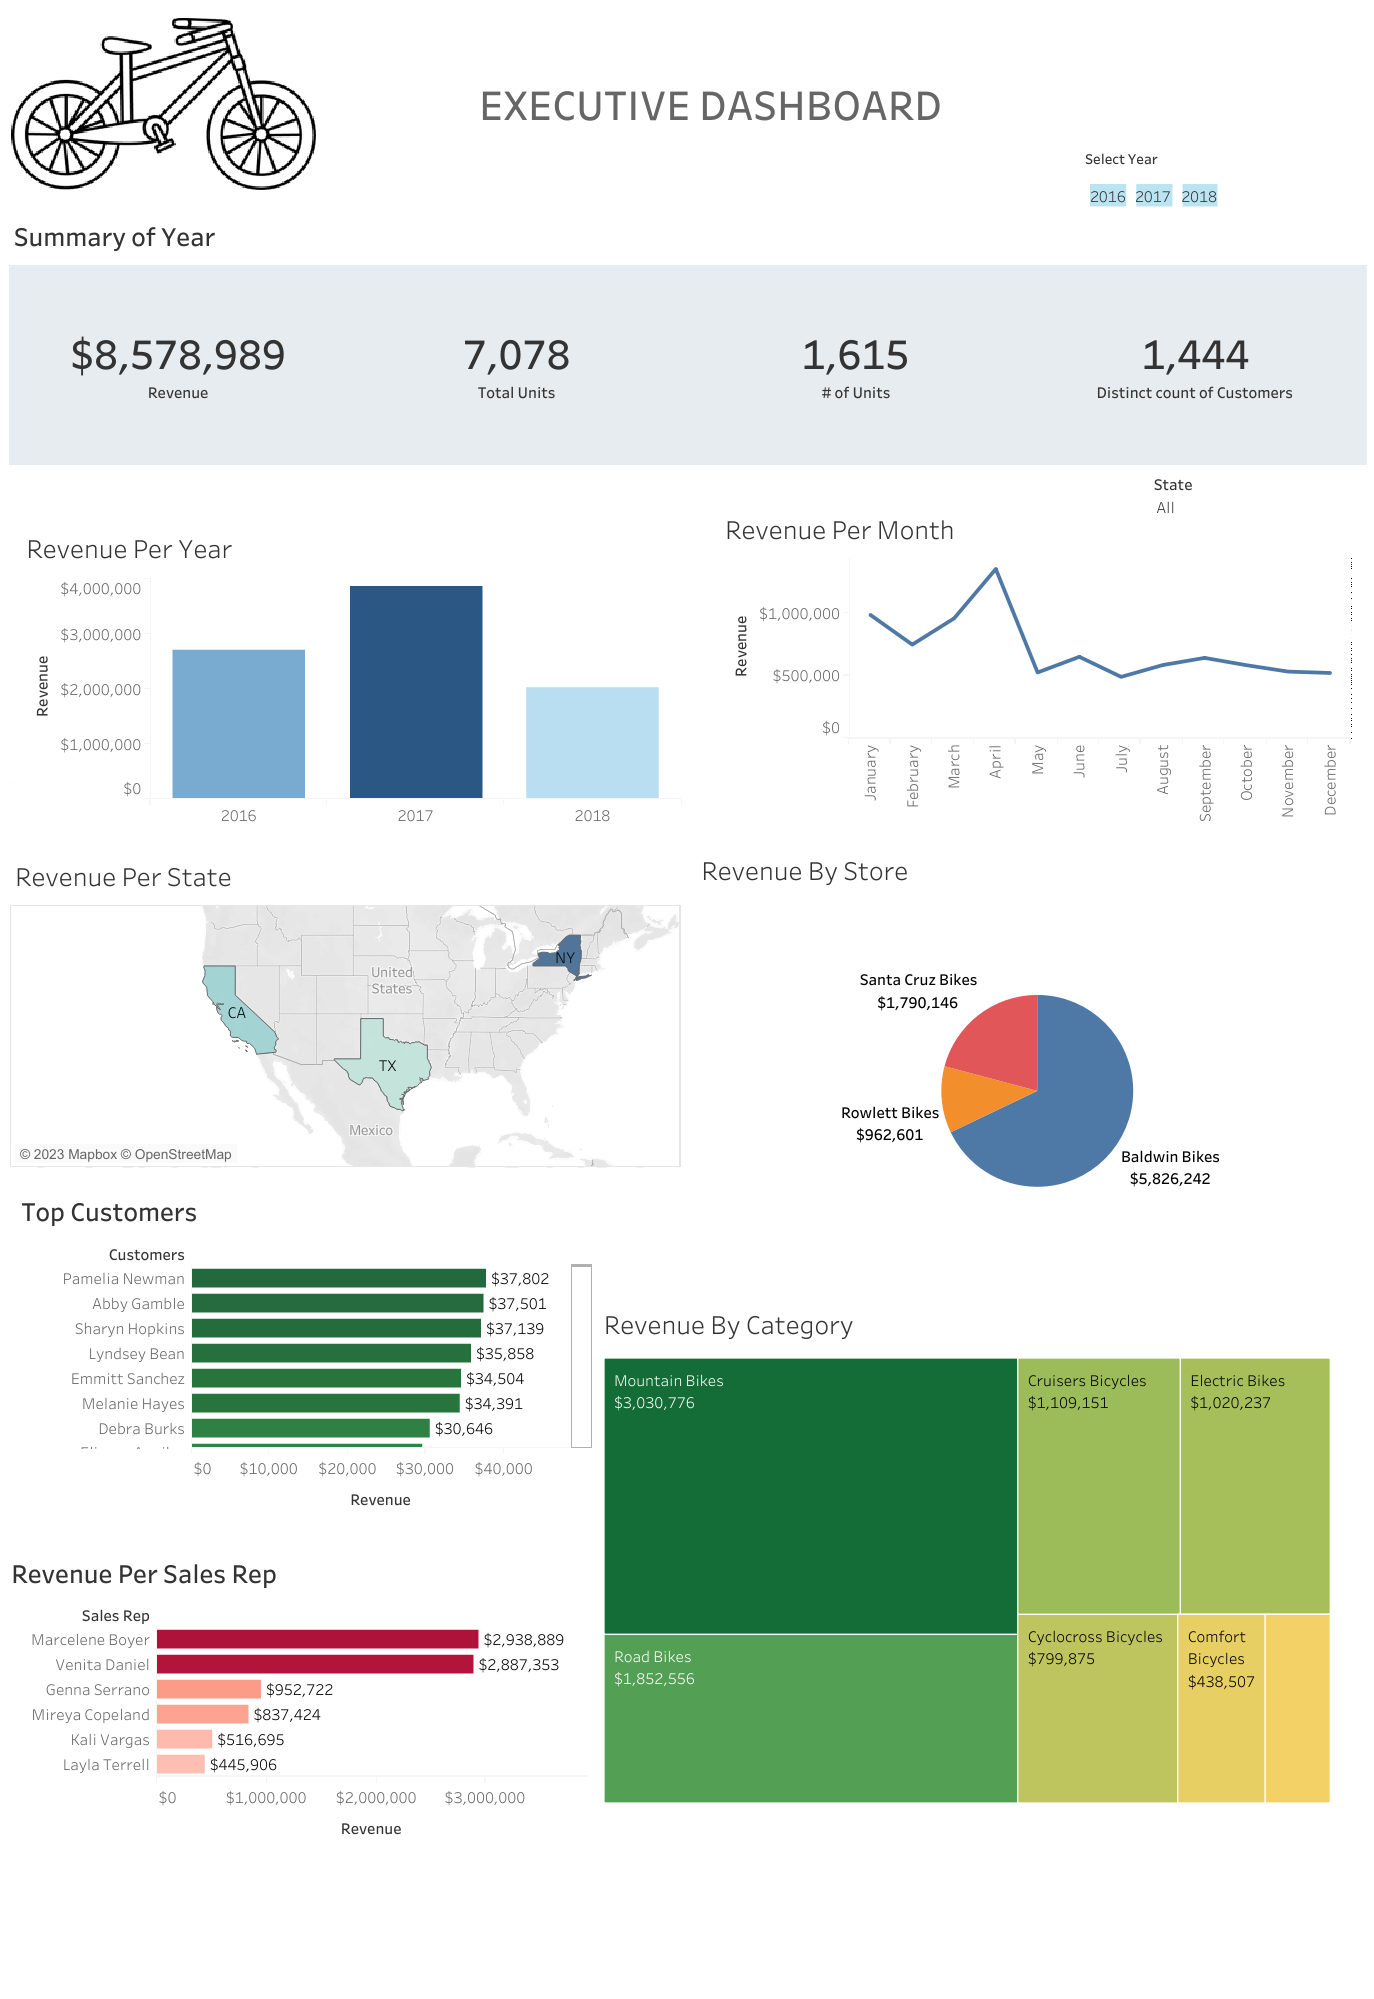 EXECUTIVE DASHBOARD
Select Year
2016 2017 2018
Summary of Year
$8,578,989 7,078 1,615 1,444
Revenue Total Units # of Units Distinct count of Customers
State
All
Revenue Per Year
$4,000,000
$3,000,000
$2,000,000
$1,000,000
$0
Revenue
2016 2017 2018
Revenue Per Month
$1,000,000
$500,000
$0
Revenue
January February March April May June July August September October November December
Revenue Per State
United
States
NY
CA
TX
Mexico
© 2023 Mapbox © OpenStreetMap
Revenue By Store
Santa Cruz Bikes
$1,790,146
Rowlett Bikes
$962,601
Baldwin Bikes
$5,826,242
Top Customers
Customers
Pamelia Newman $37,802
Abby Gamble $37,501
Sharyn Hopkins $37,139
Lyndsey Bean $35,858
Emmitt Sanchez $34,504
Melanie Hayes $34,391
Debra Burks $30,646
$0 $10,000 $20,000 $30,000 $40,000
Revenue
Revenue By Category
Mountain Bikes
$3,030,776
Cruisers Bicycles
$1,109,151
Electric Bikes
$1,020,237
Road Bikes
$1,852,556
Cyclocross Bicycles
$799,875
Comfort
Bicycles
$438,507
Revenue Per Sales Rep
Sales Rep
Marcelene Boyer $2,938,889
Venita Daniel $2,887,353
Genna Serrano $952,722
Mireya Copeland $837,424
Kali Vargas $516,695
Layla Terrell $445,906
$0 $1,000,000 $2,000,000 $3,000,000
Revenue